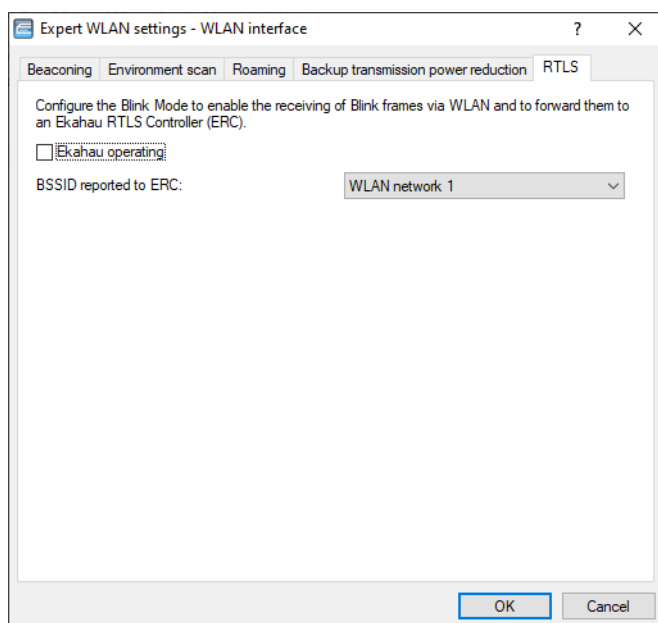 Expert WLAN settings - WLAN interface
Beaconing Environment scan Roaming Backup transmission power reduction RTLS
Configure the Blink Mode to enable the receiving of Blink frames via WLAN and to forward them to
an Ekahau RTLS Controller (ERC).
Ekahau operating
BSSID reported to ERC: WLAN network 1
OK Cancel